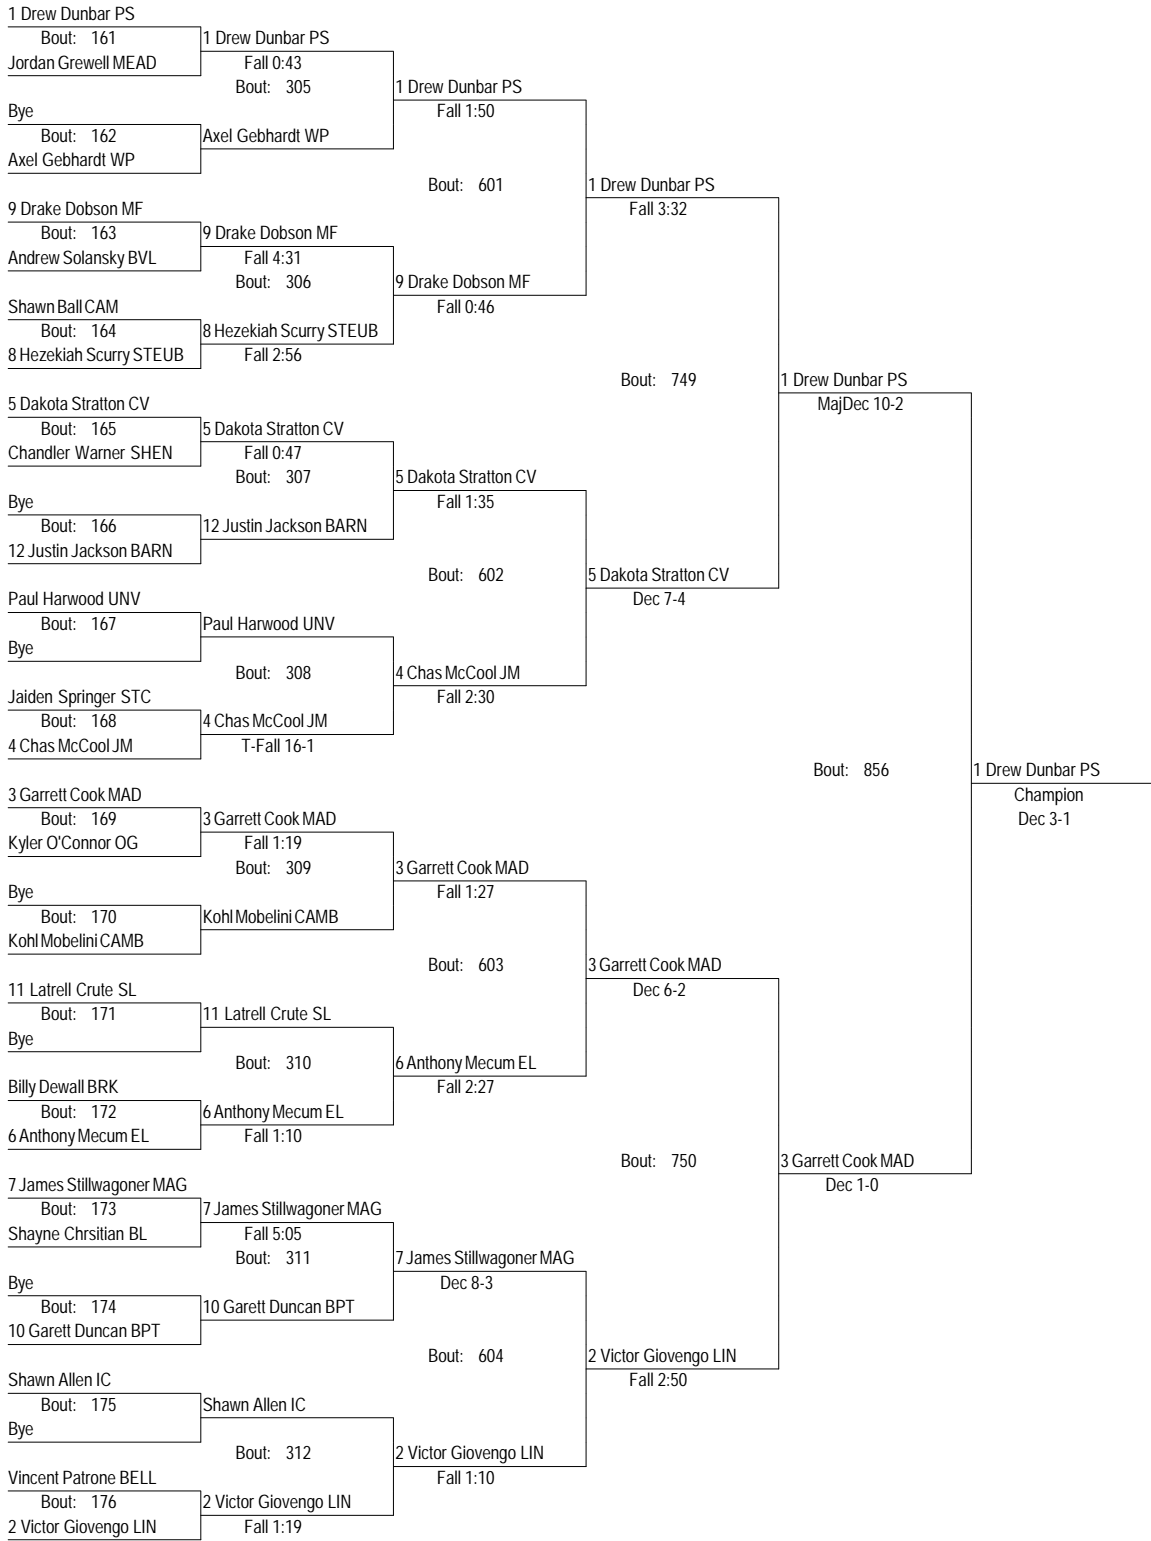 1 Drew Dunbar PS
Bout: 161
1 Drew Dunbar PS
Jordan Grewell MEAD
Fall 0:43
Bout: 305
1 Drew Dunbar PS
Bye
Fall 1:50
Bout: 162
Axel Gebhardt WP
Axel Gebhardt WP
Bout: 601
1 Drew Dunbar PS
9 Drake Dobson MF
Fall 3:32
Bout: 163
9 Drake Dobson MF
Andrew Solansky BVL
Fall 4:31
Bout: 306
9 Drake Dobson MF
Shawn Ball CAM
Fall 0:46
Bout: 164
8 Hezekiah Scurry STEUB
8 Hezekiah Scurry STEUB
Fall 2:56
Bout: 749
1 Drew Dunbar PS
5 Dakota Stratton CV
MajDec 10-2
Bout: 165
5 Dakota Stratton CV
Chandler Warner SHEN
Fall 0:47
Bout: 307
5 Dakota Stratton CV
Bye
Fall 1:35
Bout: 166
12 Justin Jackson BARN
12 Justin Jackson BARN
Bout: 602
5 Dakota Stratton CV
Paul Harwood UNV
Dec 7-4
Bout: 167
Paul Harwood UNV
Bye
Bout: 308
4 Chas McCool JM
Jaiden Springer STC
Fall 2:30
Bout: 168
4 Chas McCool JM
4 Chas McCool JM
T-Fall 16-1
Bout: 856
1 Drew Dunbar PS
3 Garrett Cook MAD
Champion
Bout: 169
3 Garrett Cook MAD
Dec 3-1
Kyler O'Connor OG
Fall 1:19
Bout: 309
3 Garrett Cook MAD
Bye
Fall 1:27
Bout: 170
Kohl Mobelini CAMB
Kohl Mobelini CAMB
Bout: 603
3 Garrett Cook MAD
11 Latrell Crute SL
Dec 6-2
Bout: 171
11 Latrell Crute SL
Bye
Bout: 310
6 Anthony Mecum EL
Billy Dewall BRK
Fall 2:27
Bout: 172
6 Anthony Mecum EL
6 Anthony Mecum EL
Fall 1:10
Bout: 750
3 Garrett Cook MAD
7 James Stillwagoner MAG
Dec 1-0
Bout: 173
7 James Stillwagoner MAG
Shayne Chrsitian BL
Fall 5:05
Bout: 311
7 James Stillwagoner MAG
Bye
Dec 8-3
Bout: 174
10 Garett Duncan BPT
10 Garett Duncan BPT
Bout: 604
2 Victor Giovengo LIN
Shawn Allen IC
Fall 2:50
Bout: 175
Shawn Allen IC
Bye
Bout: 312
2 Victor Giovengo LIN
Vincent Patrone BELL
Fall 1:10
Bout: 176
2 Victor Giovengo LIN
2 Victor Giovengo LIN
Fall 1:19